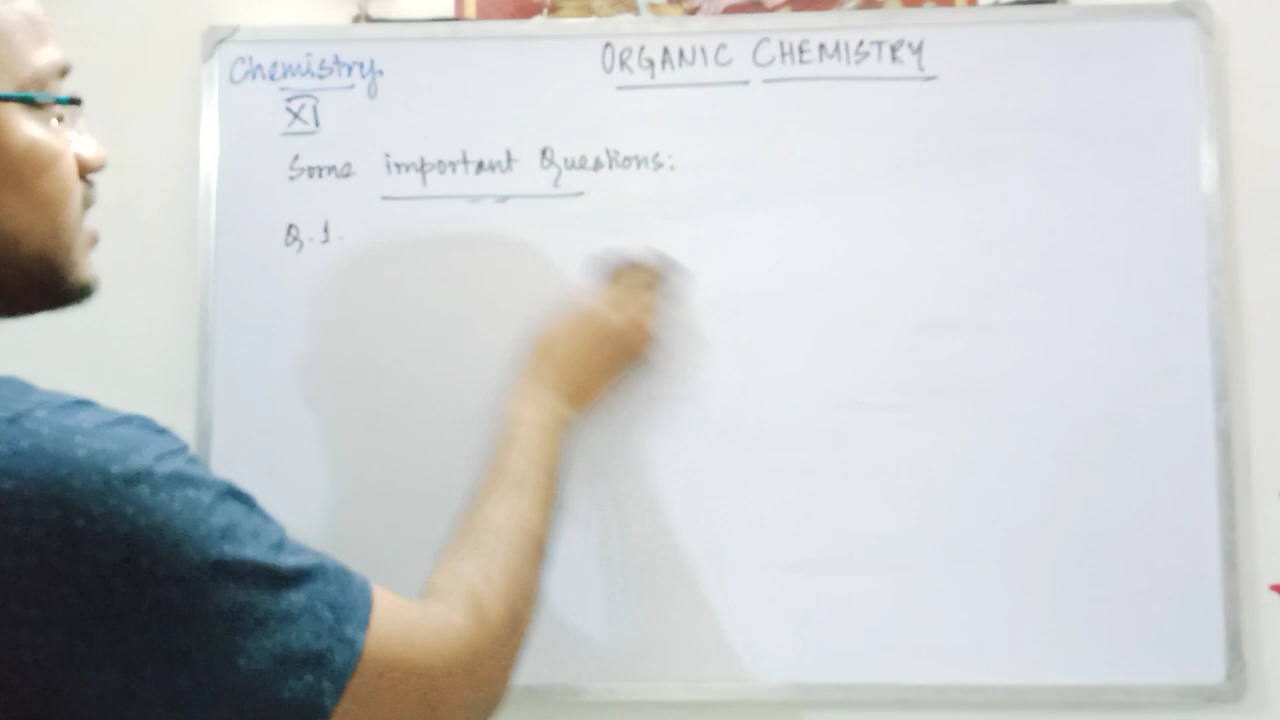 Chemistry
ORGANIC CHEMISTRY
XI
Some important Questions:
Q.1.